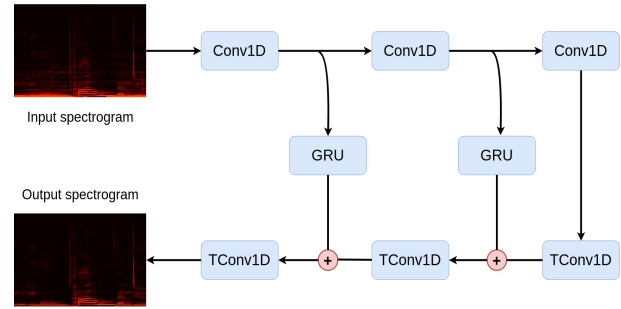 Conv1D Conv1D Conv1D
Input spectrogram
GRU GRU
Output spectrogram
TConv1D + TConv1D + TConv1D